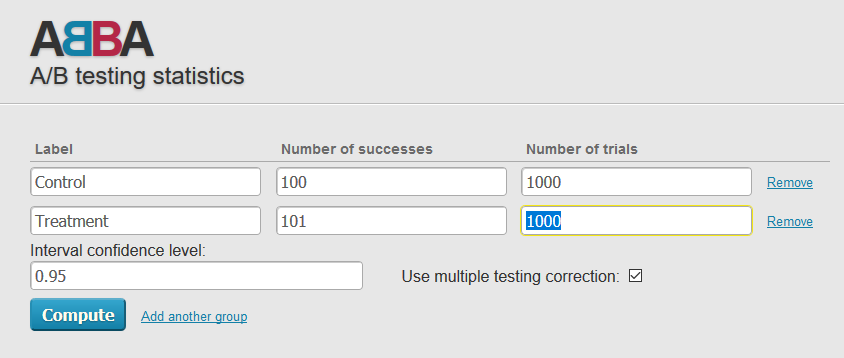 ABBA
A/B testing statistics
Label Number of successes Number of trials
Control 100 1000 Remove
Treatment 101 1000 Remove
Interval confidence level:
0.95 Use multiple testing correction:
Compute Add another group